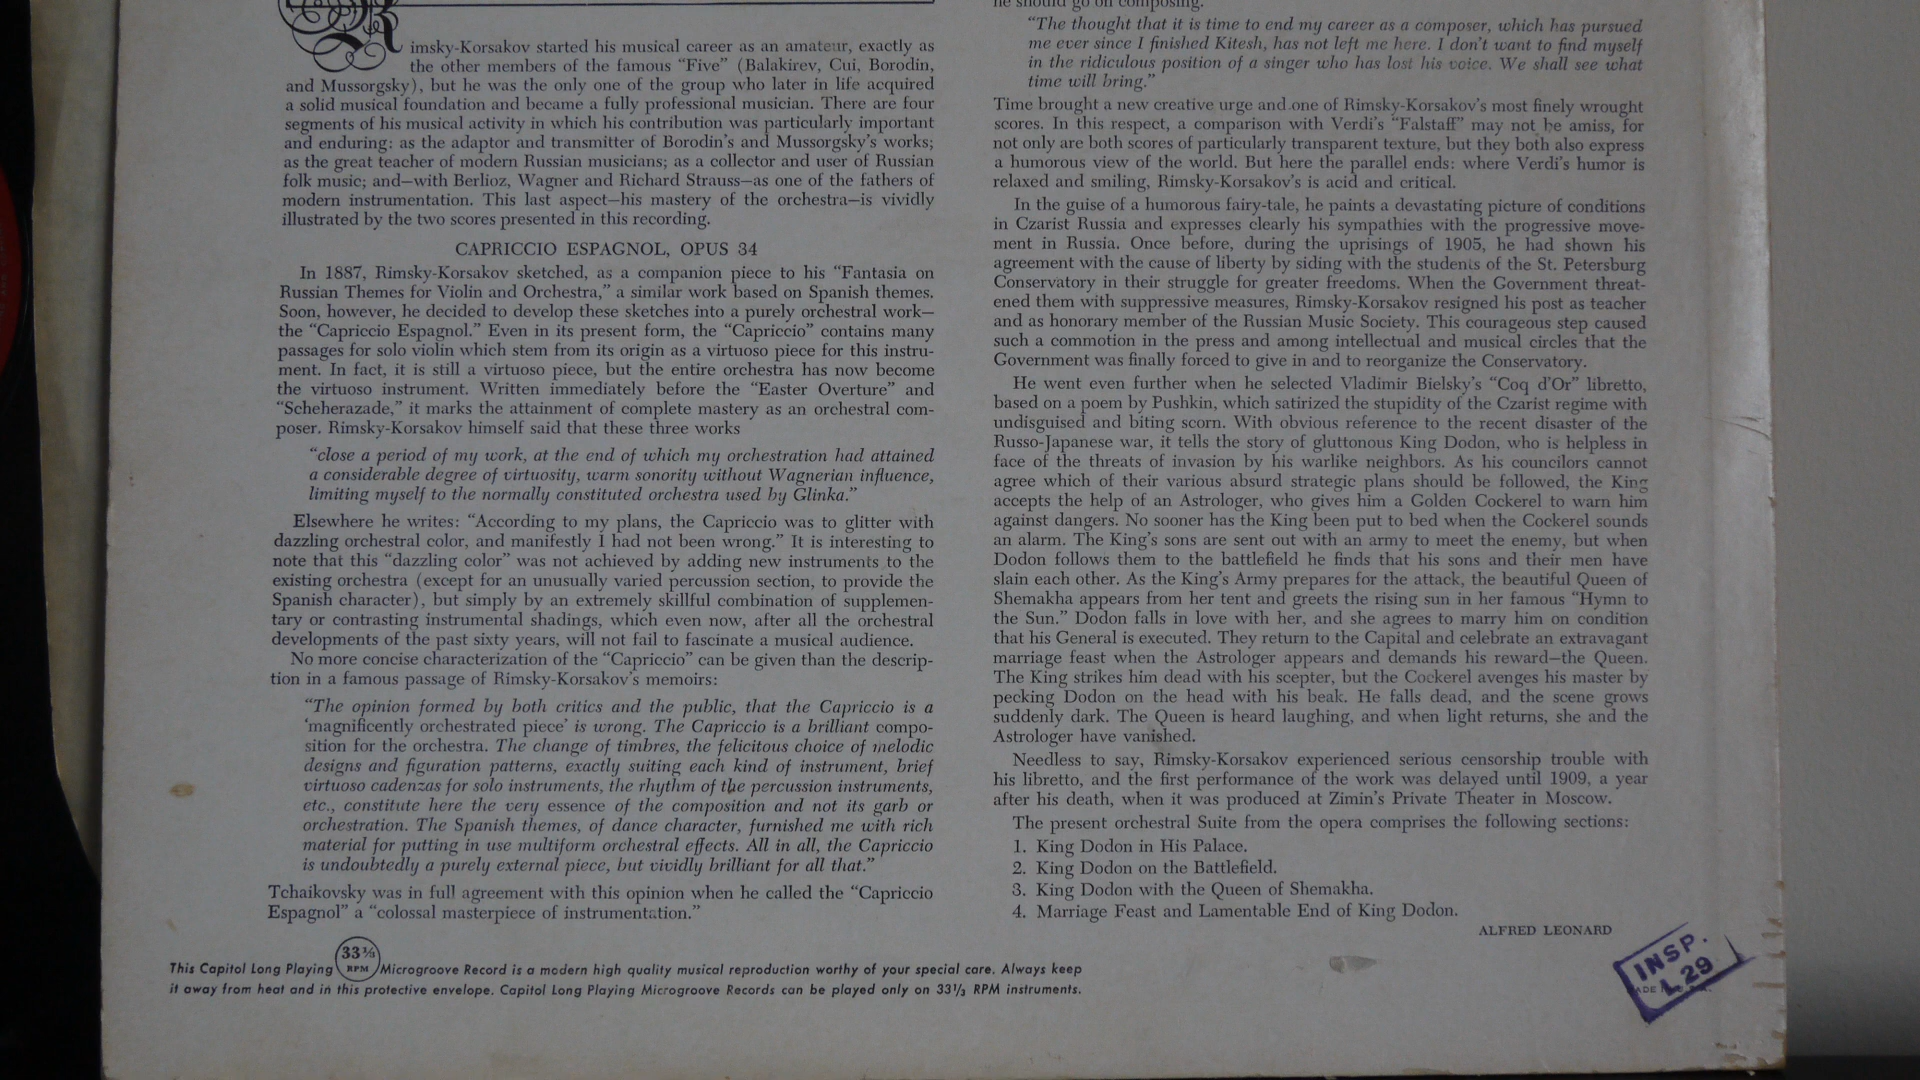 Rimsky-Korsakov started his musical career as an amateur, exactly as
the other members of the famous “Five” (Balakirev, Cui, Borodin,
and Mussorgsky), but he was the only one of the group who later in life acquired
a solid musical foundation and became a fully professional musician. There are four
segments of his musical activity in which his contribution was particularly important
and enduring: as the adaptor and transmitter of Borodin’s and Mussorgsky’s works;
as the great teacher of modern Russian musicians; as a collector and user of Russian
folk music; and—with Berlioz, Wagner and Richard Strauss—as one of the fathers of
modern instrumentation. This last aspect—his mastery of the orchestra—is vividly
illustrated by the two scores presented in this recording.
CAPRICCIO ESPAGNOL, OPUS 34
In 1887, Rimsky-Korsakov sketched, as a companion piece to his “Fantasia on
Russian Themes for Violin and Orchestra,” a similar work based on Spanish themes.
Soon, however, he decided to develop these sketches into a purely orchestral work—
the “Capriccio Espagnol.” Even in its present form, the “Capriccio” contains many
passages for solo violin which stem from its origin as a virtuoso piece for this instru-
ment. In fact, it is still a virtuoso piece, but the entire orchestra has now become
the virtuoso instrument. Written immediately before the “Easter Overture” and
“Scheherazade,” it marks the attainment of complete mastery as an orchestral com-
poser. Rimsky-Korsakov himself said that these three works
“close a period of my work, at the end of which my orchestration had attained
a considerable degree of virtuosity, warm sonority without Wagnerian influence,
limiting myself to the normally constituted orchestra used by Glinka.”
Elsewhere he writes: “According to my plans, the Capriccio was to glitter with
dazzling orchestral color, and manifestly I had not been wrong.” It is interesting to
note that this “dazzling color” was not achieved by adding new instruments to the
existing orchestra (except for an unusually varied percussion section, to provide the
Spanish character), but simply by an extremely skillful combination of supplemen-
tary or contrasting instrumental shadings, which even now, after all the orchestral
developments of the past sixty years, will not fail to fascinate a musical audience.
No more concise characterization of the “Capriccio” can be given than the descrip-
tion in a famous passage of Rimsky-Korsakov’s memoirs:
“The opinion formed by both critics and the public, that the Capriccio is a
‘magnificently orchestrated piece’ is wrong. The Capriccio is a brilliant compo-
sition for the orchestra. The change of timbres, the felicitous choice of melodic
designs and figuration patterns, exactly suiting each kind of instrument, brief
virtuoso cadenzas for solo instruments, the rhythm of the percussion instruments,
etc., constitute here the very essence of the composition and not its garb or
orchestration. The Spanish themes, of dance character, furnished me with rich
material for putting in use multiform orchestral effects. All in all, the Capriccio
is undoubtedly a purely external piece, but vividly brilliant for all that.”
Tchaikovsky was in full agreement with this opinion when he called the “Capriccio
Espagnol” a “colossal masterpiece of instrumentation.”
he should go on composing.
“The thought that it is time to end my career as a composer, which has pursued
me ever since I finished Kitesh, has not left me here. I don’t want to find myself
in the ridiculous position of a singer who has lost his voice. We shall see what
time will bring.”
Time brought a new creative urge and one of Rimsky-Korsakov’s most finely wrought
scores. In this respect, a comparison with Verdi’s “Falstaff” may not be amiss, for
not only are both scores of particularly transparent texture, but they both also express
a humorous view of the world. But here the parallel ends: where Verdi’s humor is
relaxed and smiling, Rimsky-Korsakov’s is acid and critical.
In the guise of a humorous fairy-tale, he paints a devastating picture of conditions
in Czarist Russia and expresses clearly his sympathies with the progressive move-
ment in Russia. Once before, during the uprisings of 1905, he had shown his
agreement with the cause of liberty by siding with the students of the St. Petersburg
Conservatory in their struggle for greater freedoms. When the Government threat-
ened them with suppressive measures, Rimsky-Korsakov resigned his post as teacher
and as honorary member of the Russian Music Society. This courageous step caused
such a commotion in the press and among intellectual and musical circles that the
Government was finally forced to give in and to reorganize the Conservatory.
He went even further when he selected Vladimir Bielsky’s “Coq d’Or” libretto,
based on a poem by Pushkin, which satirized the stupidity of the Czarist regime with
undisguised and biting scorn. With obvious reference to the recent disaster of the
Russo-Japanese war, it tells the story of gluttonous King Dodon, who is helpless in
face of the threats of invasion by his warlike neighbors. As his councilors cannot
agree which of their various absurd strategic plans should be followed, the King
accepts the help of an Astrologer, who gives him a Golden Cockerel to warn him
against dangers. No sooner has the King been put to bed when the Cockerel sounds
an alarm. The King’s sons are sent out with an army to meet the enemy, but when
Dodon follows them to the battlefield he finds that his sons and their men have
slain each other. As the King’s Army prepares for the attack, the beautiful Queen of
Shemakha appears from her tent and greets the rising sun in her famous “Hymn to
the Sun.” Dodon falls in love with her, and she agrees to marry him on condition
that his General is executed. They return to the Capital and celebrate an extravagant
marriage feast when the Astrologer appears and demands his reward—the Queen.
The King strikes him dead with his scepter, but the Cockerel avenges his master by
pecking Dodon on the head with his beak. He falls dead, and the scene grows
suddenly dark. The Queen is heard laughing, and when light returns, she and the
Astrologer have vanished.
Needless to say, Rimsky-Korsakov experienced serious censorship trouble with
his libretto, and the first performance of the work was delayed until 1909, a year
after his death, when it was produced at Zimin’s Private Theater in Moscow.
The present orchestral Suite from the opera comprises the following sections:
1. King Dodon in His Palace.
2. King Dodon on the Battlefield.
3. King Dodon with the Queen of Shemakha.
4. Marriage Feast and Lamentable End of King Dodon.
ALFRED LEONARD
This Capitol Long Playing 33⅓ RPM Microgroove Record is a modern high quality musical reproduction worthy of your special care. Always keep
it away from heat and in this protective envelope. Capitol Long Playing Microgroove Records can be played only on 33⅓ RPM instruments.
INSP.
L 29